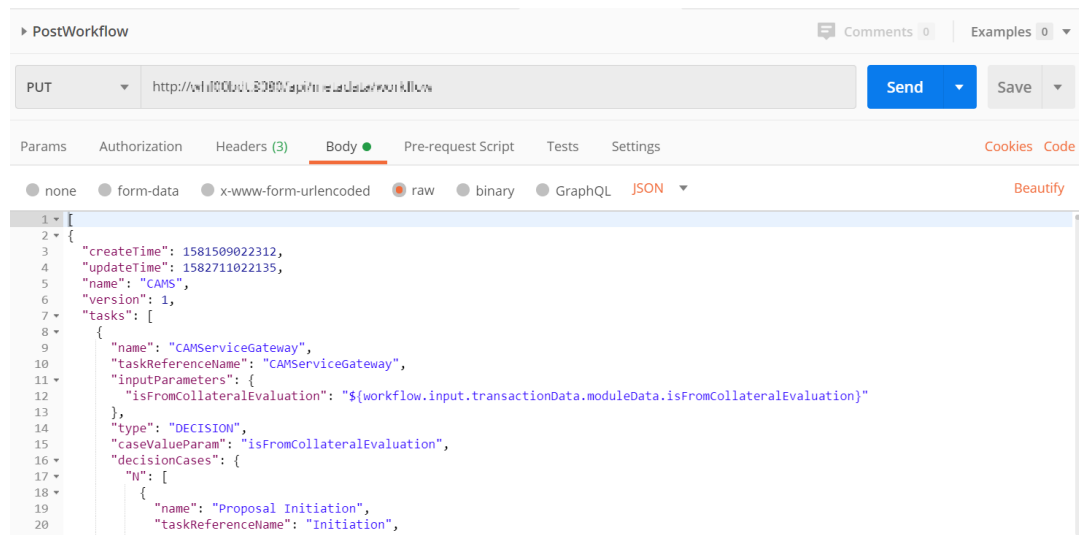 PostWorkflow
Comments 0
Examples 0
PUT
http://
Send
Save
Params Authorization Headers (3) Body Pre-request Script Tests Settings Cookies Code
none form-data x-www-form-urlencoded raw binary GraphQL JSON Beautify
1 [
2 {
3 "createTime": 1581509022312,
4 "updateTime": 1582711022135,
5 "name": "CAMS",
6 "version": 1,
7 "tasks": [
8 {
9 "name": "CAMServiceGateway",
10 "taskReferenceName": "CAMServiceGateway",
11 "inputParameters": {
12 "isFromCollateralEvaluation": "${workflow.input.transactionData.moduleData.isFromCollateralEvaluation}"
13 },
14 "type": "DECISION",
15 "caseValueParam": "isFromCollateralEvaluation",
16 "decisionCases": {
17 "N": [
18 {
19 "name": "Proposal Initiation",
20 "taskReferenceName": "Initiation",